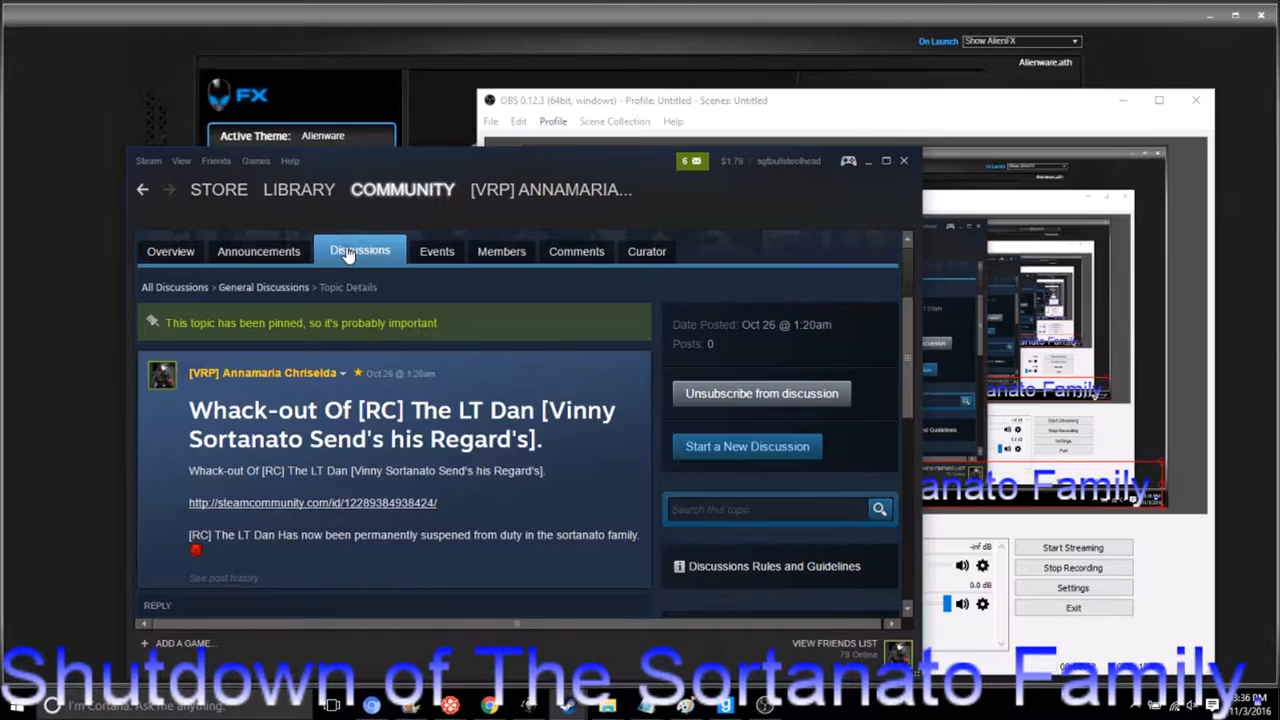 On Launch Show AlienFX
Alienware.ath
FX
Active Theme: Alienware
OBS 0.12.3 (64bit, windows) - Profile: Untitled - Scenes: Untitled
File Edit Profile Scene Collection Help
Steam View Friends Games Help
6 $1.79 sgtbullsteelhead
STORE LIBRARY COMMUNITY [VRP] ANNAMARIA...
Overview Announcements Discussions Events Members Comments Curator
All Discussions > General Discussions > Topic Details
This topic has been pinned, so it's probably important
Date Posted: Oct 26 @ 1:20am
Posts: 0
[VRP] Annamaria Chriselda Oct 26 @ 1:20am
Unsubscribe from discussion
Whack-out Of [RC] The LT Dan [Vinny
Sortanato Send's his Regard's].
Start a New Discussion
Whack-out Of [RC] The LT Dan [Vinny Sortanato Send's his Regard's].
http://steamcommunity.com/id/12289384938424/
Search this topic
[RC] The LT Dan Has now been permanently suspended from duty in the sortanato family.
Discussions Rules and Guidelines
See post history
REPLY
ADD A GAME...
VIEW FRIENDS LIST
79 Online
anato Family
-inf dB
0.0 dB
Start Streaming
Stop Recording
Settings
Exit
Shutdown of The Sortanato Family
I'm Cortana. Ask me anything.
3:36 PM
11/3/2016